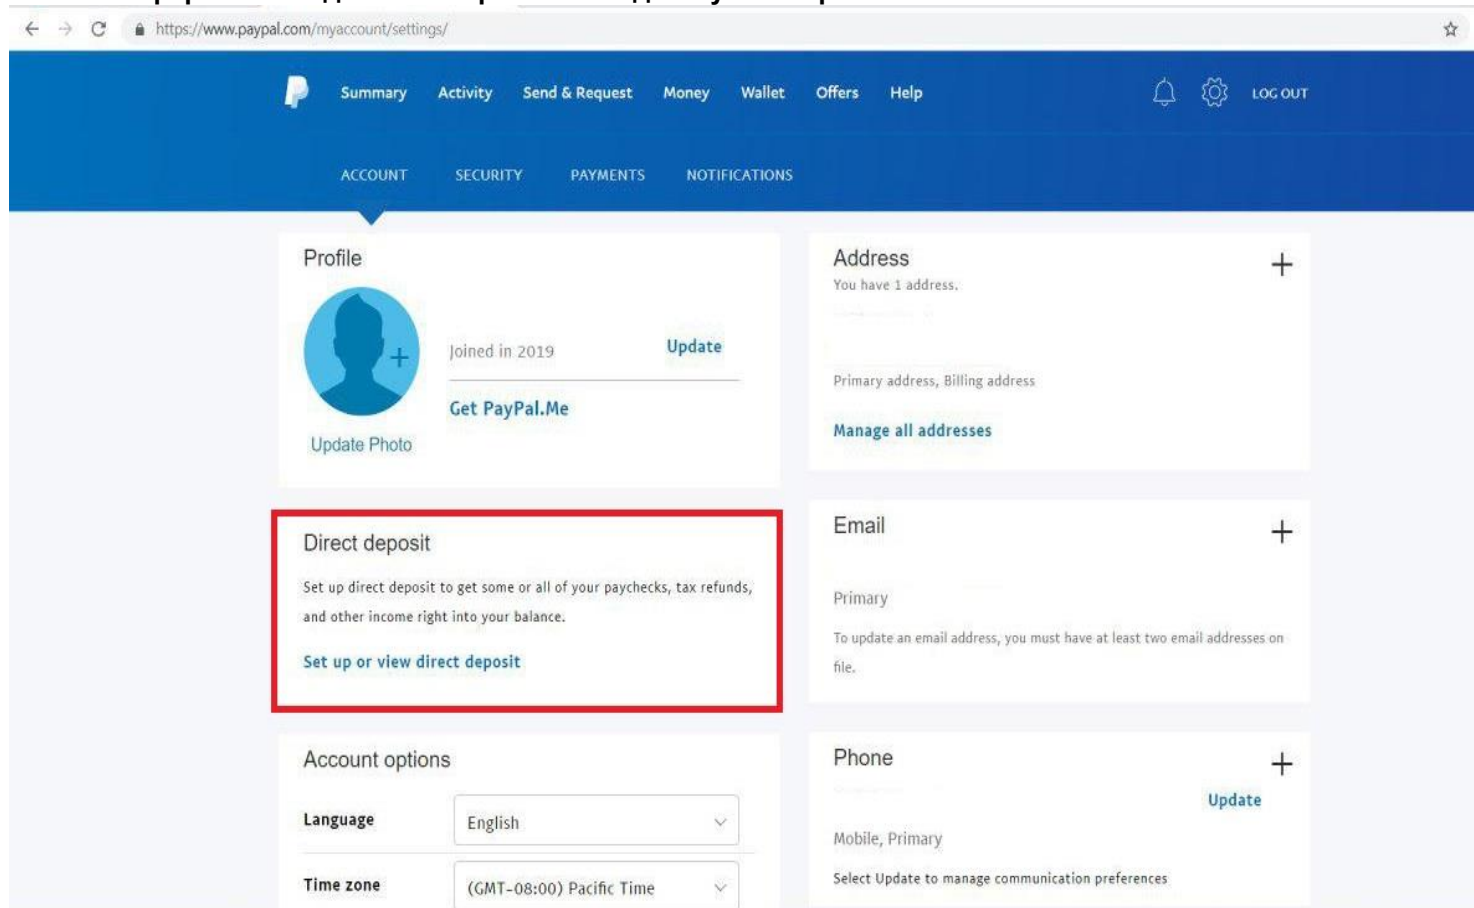 https://www.paypal.com/myaccount/settings/
Summary Activity Send & Request Money Wallet Offers Help LOG OUT
ACCOUNT SECURITY PAYMENTS NOTIFICATIONS
Profile
Joined in 2019 Update
Get PayPal.Me
Update Photo
Direct deposit
Set up direct deposit to get some or all of your paychecks, tax refunds,
and other income right into your balance.
Set up or view direct deposit
Account options
Language English
Time zone (GMT-08:00) Pacific Time
Address
You have 1 address.
Primary address, Billing address
Manage all addresses
Email
Primary
To update an email address, you must have at least two email addresses on
file.
Phone
Update
Mobile, Primary
Select Update to manage communication preferences